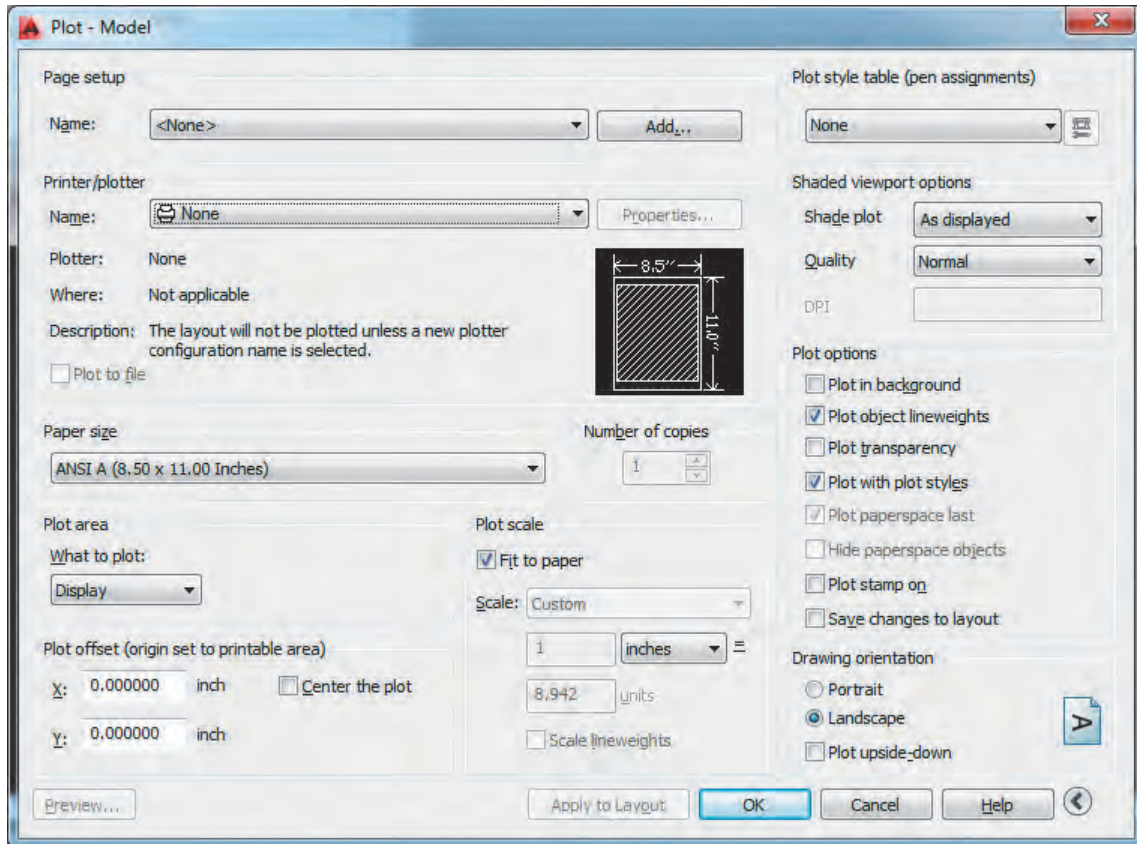 Plot - Model
Page setup
Name:
<None>
Add...
Printer/plotter
Name:
None
Properties...
Plotter:
None
Where:
Not applicable
Description:
The layout will not be plotted unless a new plotter
configuration name is selected.
Plot to file
8.5″
11.0″
Paper size
ANSI A (8.50 x 11.00 Inches)
Number of copies
1
Plot area
What to plot:
Display
Plot offset (origin set to printable area)
X:
0.000000
inch
Center the plot
Y:
0.000000
inch
Plot scale
Fit to paper
Scale:
Custom
1
inches
=
8.942
units
Scale lineweights
Plot style table (pen assignments)
None
Shaded viewport options
Shade plot
As displayed
Quality
Normal
DPI
Plot options
Plot in background
Plot object lineweights
Plot transparency
Plot with plot styles
Plot paperspace last
Hide paperspace objects
Plot stamp on
Save changes to layout
Drawing orientation
Portrait
Landscape
Plot upside-down
A
Preview...
Apply to Layout
OK
Cancel
Help